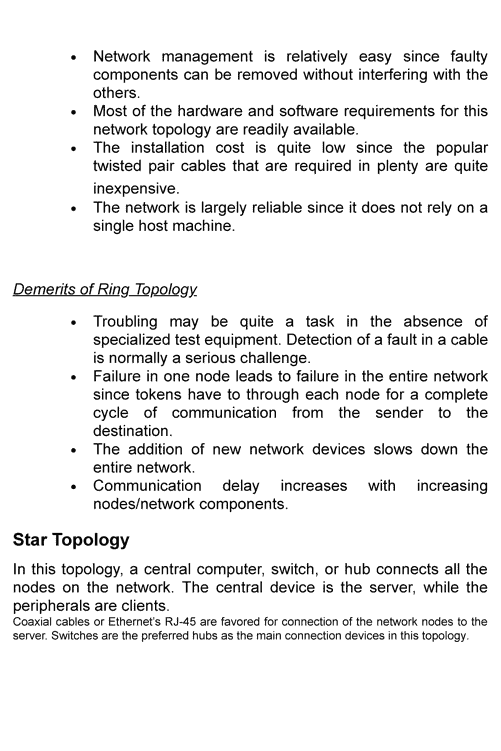 • Network management is relatively easy since faulty
components can be removed without interfering with the
others.
• Most of the hardware and software requirements for this
network topology are readily available.
• The installation cost is quite low since the popular
twisted pair cables that are required in plenty are quite
inexpensive.
• The network is largely reliable since it does not rely on a
single host machine.
Demerits of Ring Topology
• Troubling may be quite a task in the absence of
specialized test equipment. Detection of a fault in a cable
is normally a serious challenge.
• Failure in one node leads to failure in the entire network
since tokens have to through each node for a complete
cycle of communication from the sender to the
destination.
• The addition of new network devices slows down the
entire network.
• Communication delay increases with increasing
nodes/network components.
Star Topology
In this topology, a central computer, switch, or hub connects all the
nodes on the network. The central device is the server, while the
peripherals are clients.
Coaxial cables or Ethernet's RJ-45 are favored for connection of the network nodes to the
server. Switches are the preferred hubs as the main connection devices in this topology.